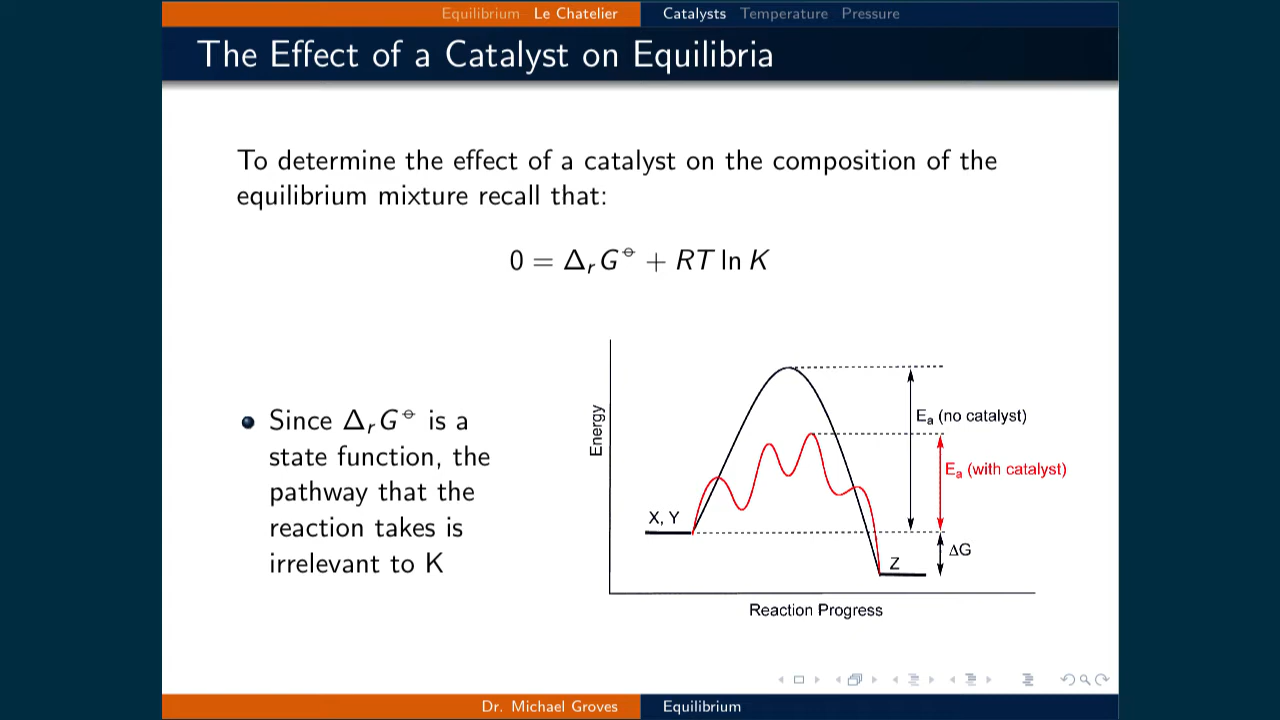 Equilibrium Le Chatelier Catalysts Temperature Pressure
The Effect of a Catalyst on Equilibria
To determine the effect of a catalyst on the composition of the
equilibrium mixture recall that:
0 = ΔᵣG⦵ + RT ln K
Since ΔᵣG⦵ is a
state function, the
pathway that the
reaction takes is
irrelevant to K
Energy
X, Y
Z
Eₐ (no catalyst)
Eₐ (with catalyst)
ΔG
Reaction Progress
Dr. Michael Groves Equilibrium